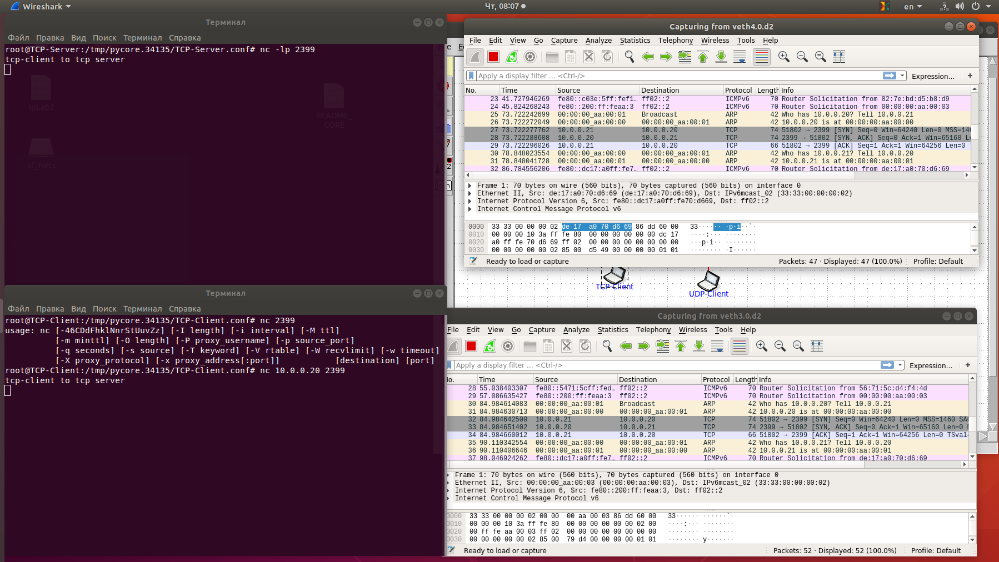 Wireshark
Чт, 08:07
en
Терминал
Файл Правка Вид Поиск Терминал Справка
root@TCP-Server:/tmp/pycore.34135/TCP-Server.conf# nc -lp 2399
tcp-client to tcp server
ipLab2
README_
CORE
sf_Nets
Терминал
Файл Правка Вид Поиск Терминал Справка
root@TCP-Client:/tmp/pycore.34135/TCP-Client.conf# nc 2399
usage: nc [-46CDdFhklNnrStUuvZz] [-I length] [-i interval] [-M ttl]
[-m minttl] [-O length] [-P proxy_username] [-p source_port]
[-q seconds] [-s source] [-T keyword] [-V rtable] [-W recvlimit] [-w timeout]
[-X proxy_protocol] [-x proxy_address[:port]] [destination] [port]
root@TCP-Client:/tmp/pycore.34135/TCP-Client.conf# nc 10.0.0.20 2399
tcp-client to tcp server
Capturing from veth4.0.d2
File Edit View Go Capture Analyze Statistics Telephony Wireless Tools Help
Apply a display filter ... <Ctrl-/> Expression... +
No. Time Source Destination Protocol Length Info
23 41.727946269 fe80::c03e:5ff:fef1... ff02::2 ICMPv6 70 Router Solicitation from 82:7e:bd:d5:b8:d9
24 45.824268243 fe80::200:ff:feaa:3 ff02::2 ICMPv6 70 Router Solicitation from 00:00:00:aa:00:03
25 73.722242699 00:00:00_aa:00:01 Broadcast ARP 42 Who has 10.0.0.20? Tell 10.0.0.21
26 73.722272049 00:00:00_aa:00:00 00:00:00_aa:00:01 ARP 42 10.0.0.20 is at 00:00:00:aa:00:00
27 73.722277762 10.0.0.21 10.0.0.20 TCP 74 51802 → 2399 [SYN] Seq=0 Win=64240 Len=0 MSS=146
28 73.722288608 10.0.0.20 10.0.0.21 TCP 74 2399 → 51802 [SYN, ACK] Seq=0 Ack=1 Win=65160 Le
29 73.722296026 10.0.0.21 10.0.0.20 TCP 66 51802 → 2399 [ACK] Seq=1 Ack=1 Win=64256 Len=0 T
30 78.848023554 00:00:00_aa:00:00 00:00:00_aa:00:01 ARP 42 Who has 10.0.0.21? Tell 10.0.0.20
31 78.848041728 00:00:00_aa:00:01 00:00:00_aa:00:00 ARP 42 10.0.0.21 is at 00:00:00:aa:00:01
32 86.784556206 fe80::dc17:a0ff:fe7... ff02::2 ICMPv6 70 Router Solicitation from de:17:a0:70:d6:69
Frame 1: 70 bytes on wire (560 bits), 70 bytes captured (560 bits) on interface 0
Ethernet II, Src: de:17:a0:70:d6:69 (de:17:a0:70:d6:69), Dst: IPv6mcast_02 (33:33:00:00:00:02)
Internet Protocol Version 6, Src: fe80::dc17:a0ff:fe70:d669, Dst: ff02::2
Internet Control Message Protocol v6
0000 33 33 00 00 00 02 de 17 a0 70 d6 69 86 dd 60 00 33······ ·p·i··`·
0010 00 00 00 10 3a ff fe 80 00 00 00 00 00 00 dc 17 ····:··· ········
0020 a0 ff fe 70 d6 69 ff 02 00 00 00 00 00 00 00 00 ···p·i·· ········
0030 00 00 00 00 00 02 85 00 d5 49 00 00 00 00 01 01 ········ ·I······
Ready to load or capture Packets: 47 · Displayed: 47 (100.0%) Profile: Default
TCP-Client
UDP-Client
Capturing from veth3.0.d2
File Edit View Go Capture Analyze Statistics Telephony Wireless Tools Help
Apply a display filter ... <Ctrl-/> Expression... +
o. Time Source Destination Protocol Length Info
28 55.038403307 fe80::5471:5cff:fed... ff02::2 ICMPv6 70 Router Solicitation from 56:71:5c:d4:f4:4d
29 57.086635427 fe80::200:ff:feaa:3 ff02::2 ICMPv6 70 Router Solicitation from 00:00:00:aa:00:03
30 84.984614083 00:00:00_aa:00:01 Broadcast ARP 42 Who has 10.0.0.20? Tell 10.0.0.21
31 84.984630713 00:00:00_aa:00:00 00:00:00_aa:00:01 ARP 42 10.0.0.20 is at 00:00:00:aa:00:00
32 84.984642500 10.0.0.21 10.0.0.20 TCP 74 51802 → 2399 [SYN] Seq=0 Win=64240 Len=0 MSS=1460 SAC
33 84.984651402 10.0.0.20 10.0.0.21 TCP 74 2399 → 51802 [SYN, ACK] Seq=0 Ack=1 Win=65160 Len=0 M
34 84.984660012 10.0.0.21 10.0.0.20 TCP 66 51802 → 2399 [ACK] Seq=1 Ack=1 Win=64256 Len=0 TSval=
35 90.110342554 00:00:00_aa:00:00 00:00:00_aa:00:01 ARP 42 Who has 10.0.0.21? Tell 10.0.0.20
36 90.110406646 00:00:00_aa:00:01 00:00:00_aa:00:00 ARP 42 10.0.0.21 is at 00:00:00:aa:00:01
37 98.046924262 fe80::dc17:a0ff:fe7... ff02::2 ICMPv6 70 Router Solicitation from de:17:a0:70:d6:69
Frame 1: 70 bytes on wire (560 bits), 70 bytes captured (560 bits) on interface 0
Ethernet II, Src: 00:00:00_aa:00:03 (00:00:00:aa:00:03), Dst: IPv6mcast_02 (33:33:00:00:00:02)
Internet Protocol Version 6, Src: fe80::200:ff:feaa:3, Dst: ff02::2
Internet Control Message Protocol v6
0000 33 33 00 00 00 02 00 00 00 aa 00 03 86 dd 60 00 33······ ······`·
0010 00 00 00 10 3a ff fe 80 00 00 00 00 00 00 02 00 ····:··· ········
0020 00 ff fe aa 00 03 ff 02 00 00 00 00 00 00 00 00 ········ ········
0030 00 00 00 00 00 02 85 00 79 d4 00 00 00 00 01 01 ········ y·······
Ready to load or capture Packets: 52 · Displayed: 52 (100.0%) Profile: Default